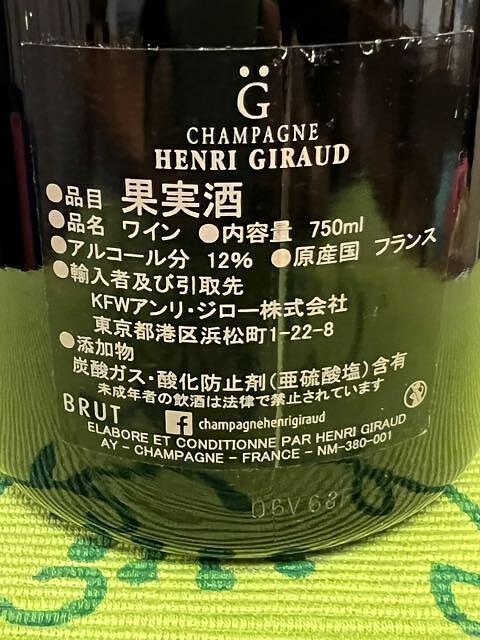 G
CHAMPAGNE
HENRI GIRAUD
●品目 果実酒
●品名 ワイン ●内容量 750ml
●アルコール分 12% ●原産国 フランス
●輸入者及び引取先
KFWアンリ・ジロー株式会社
東京都港区浜松町1-22-8
●添加物
炭酸ガス・酸化防止剤(亜硫酸塩)含有
未成年者の飲酒は法律で禁止されています
BRUT f champagnehenrigiraud
ELABORE ET CONDITIONNE PAR HENRI GIRAUD
AY - CHAMPAGNE - FRANCE - NM-380-001